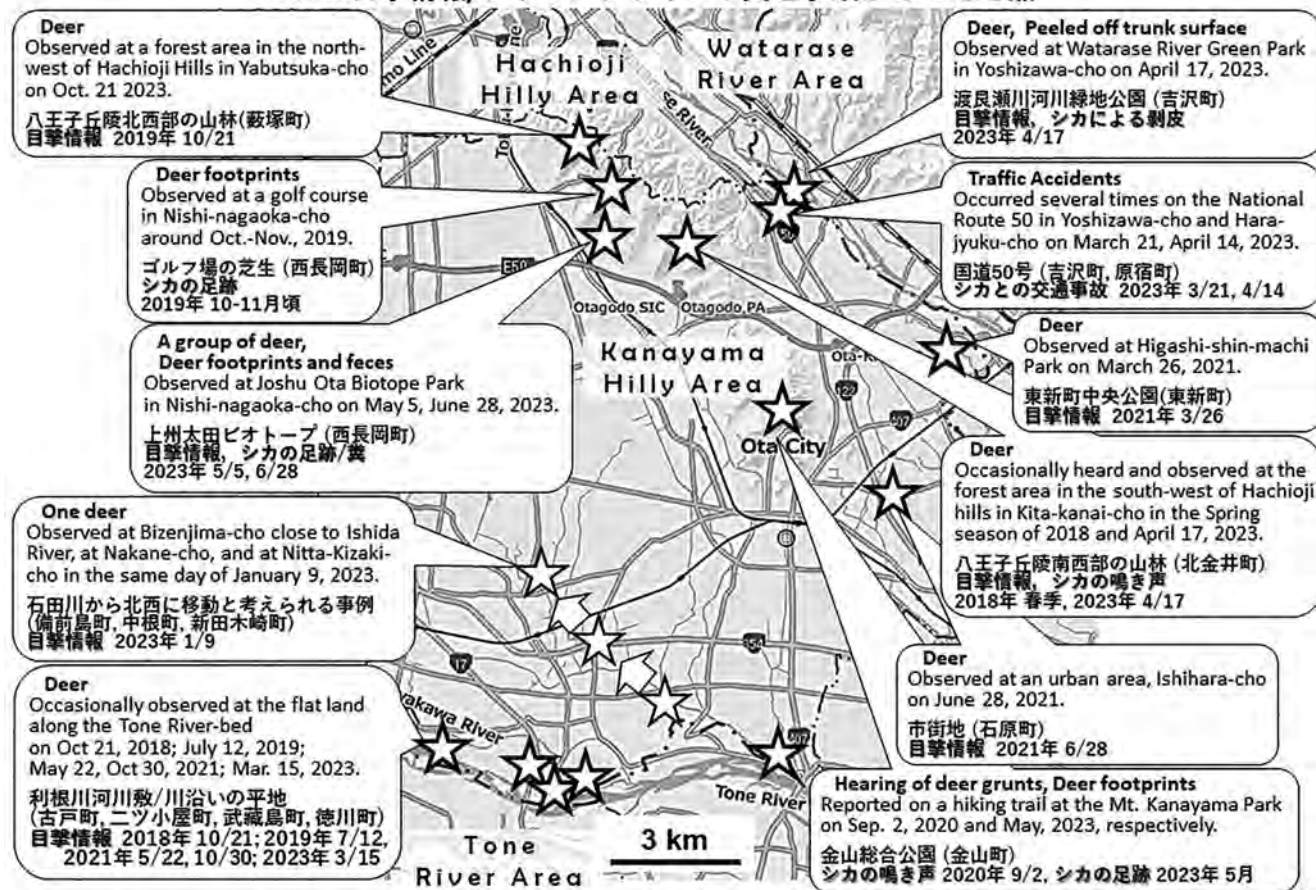 Deer
Observed at a forest area in the north-
west of Hachioji Hills in Yabutsuka-cho
on Oct. 21 2023.
八王子丘陵北西部の山林(薮塚町)
目撃情報 2019年 10/21
Deer footprints
Observed at a golf course
in Nishi-nagaoka-cho
around Oct.-Nov., 2019.
ゴルフ場の芝生 (西長岡町)
シカの足跡
2019年 10-11月頃
A group of deer,
Deer footprints and feces
Observed at Joshu Ota Biotope Park
in Nishi-nagaoka-cho on May 5, June 28, 2023.
上州太田ビオトープ (西長岡町)
目撃情報, シカの足跡/糞
2023年 5/5, 6/28
One deer
Observed at Bizenjima-cho close to Ishida
River, at Nakane-cho, and at Nitta-Kizaki-
cho in the same day of January 9, 2023.
石田川から北西に移動と考えられる事例
(備前島町, 中根町, 新田木崎町)
目撃情報 2023年 1/9
Deer
Occasionally observed at the flat land
along the Tone River-bed
on Oct 21, 2018; July 12, 2019;
May 22, Oct 30, 2021; Mar. 15, 2023.
利根川河川敷/川沿いの平地
(古戸町, 二ツ小屋町, 武蔵島町, 徳川町)
目撃情報 2018年 10/21; 2019年 7/12,
2021年 5/22, 10/30; 2023年 3/15
mo Line
Hachioji
Hilly Area
Watarase
River Area
River
E50
50
Otagodo SIC
Otagodo PA
Kanayama
Hilly Area
Ota-K
122
407
Ota City
354
17
407
rakawa River
Tone River
Tone
River Area
3 km
Deer, Peeled off trunk surface
Observed at Watarase River Green Park
in Yoshizawa-cho on April 17, 2023.
渡良瀬川河川緑地公園 (吉沢町)
目撃情報, シカによる剥皮
2023年 4/17
Traffic Accidents
Occurred several times on the National
Route 50 in Yoshizawa-cho and Hara-
jyuku-cho on March 21, April 14, 2023.
国道50号 (吉沢町, 原宿町)
シカとの交通事故 2023年 3/21, 4/14
Deer
Observed at Higashi-shin-machi
Park on March 26, 2021.
東新町中央公園(東新町)
目撃情報 2021年 3/26
Deer
Occasionally heard and observed at the
forest area in the south-west of Hachioji
hills in Kita-kanai-cho in the Spring
season of 2018 and April 17, 2023.
八王子丘陵南西部の山林 (北金井町)
目撃情報, シカの鳴き声
2018年 春季, 2023年 4/17
Deer
Observed at an urban area, Ishihara-cho
on June 28, 2021.
市街地 (石原町)
目撃情報 2021年 6/28
Hearing of deer grunts, Deer footprints
Reported on a hiking trail at the Mt. Kanayama Park
on Sep. 2, 2020 and May, 2023, respectively.
金山総合公園 (金山町)
シカの鳴き声 2020年 9/2, シカの足跡 2023年 5月